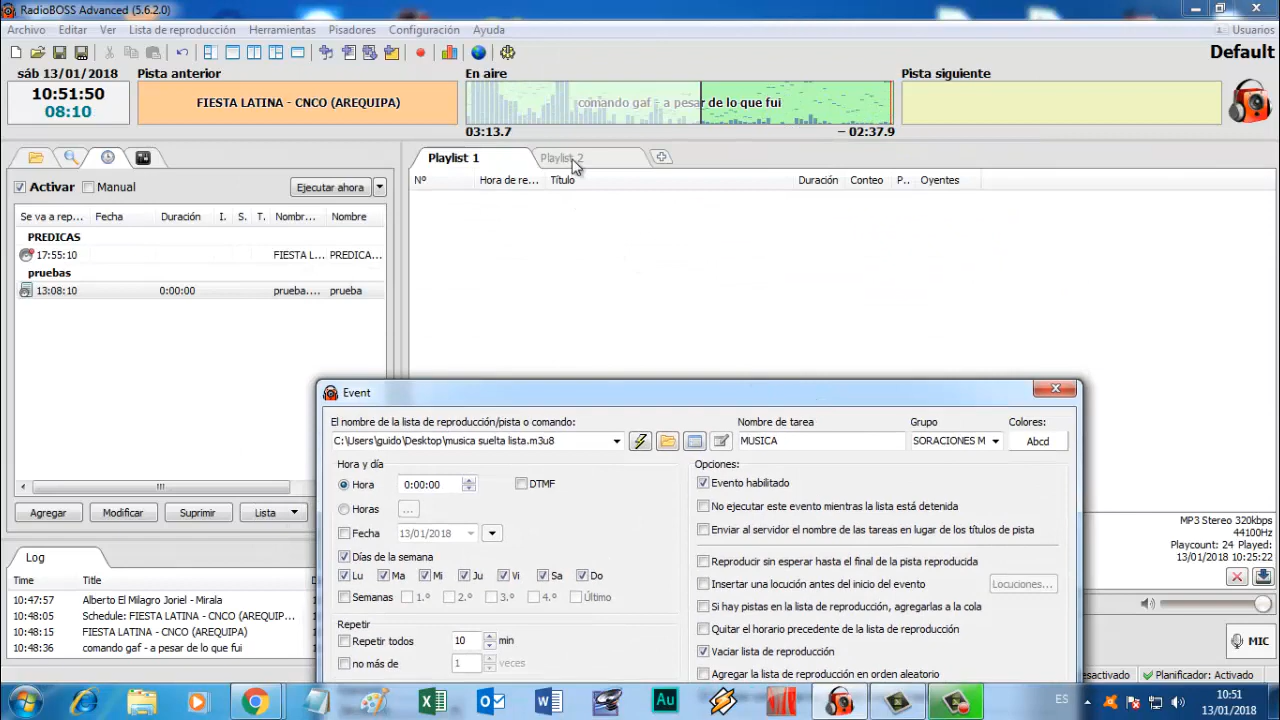 RadioBOSS Advanced (5.6.2.0)
Archivo Editar Ver Lista de reproducción Herramientas Pisadores Configuración Ayuda Usuarios
Default
sáb 13/01/2018 Pista anterior En aire Pista siguiente
10:51:50
08:10
FIESTA LATINA - CNCO (AREQUIPA)
comando gaf - a pesar de lo que fui
03:13.7 – 02:37.9
Playlist 1 Playlist 2
Activar Manual Ejecutar ahora
Nº Hora de re... Título Duración Conteo P.. Oyentes
Se va a rep... Fecha Duración I. S. T. Nombr... Nombre
PREDICAS
17:55:10 FIESTA L... PREDICA...
pruebas
13:08:10 0:00:00 prueba.... prueba
Agregar Modificar Suprimir Lista
Event
El nombre de la lista de reproducción/pista o comando: Nombre de tarea Grupo Colores:
C:\Users\guido\Desktop\musica suelta lista.m3u8 MUSICA SORACIONES M Abcd
Hora y día Opciones:
Hora 0:00:00 DTMF
Horas ...
Fecha 13/01/2018
Días de la semana
Lu Ma Mi Ju Vi Sa Do
Semanas 1.º 2.º 3.º 4.º Último
Repetir
Repetir todos 10 min
no más de 1 veces
Evento habilitado
No ejecutar este evento mientras la lista está detenida
Enviar al servidor el nombre de las tareas en lugar de los títulos de pista
Reproducir sin esperar hasta el final de la pista reproducida
Insertar una locución antes del inicio del evento Locuciones...
Si hay pistas en la lista de reproducción, agregarlas a la cola
Quitar el horario precedente de la lista de reproducción
Vaciar lista de reproducción
Agregar la lista de reproducción en orden aleatorio
MP3 Stereo 320kbps
44100Hz
Playcount: 24 Played:
13/01/2018 10:25:22
MIC
Log
Time Title
10:47:57 Alberto El Milagro Joriel - Mirala
10:48:05 Schedule: FIESTA LATINA - CNCO (AREQUIP...
10:48:15 FIESTA LATINA - CNCO (AREQUIPA)
10:48:36 comando gaf - a pesar de lo que fui
esactivado Planificador: Activado
Au
ES
10:51
13/01/2018